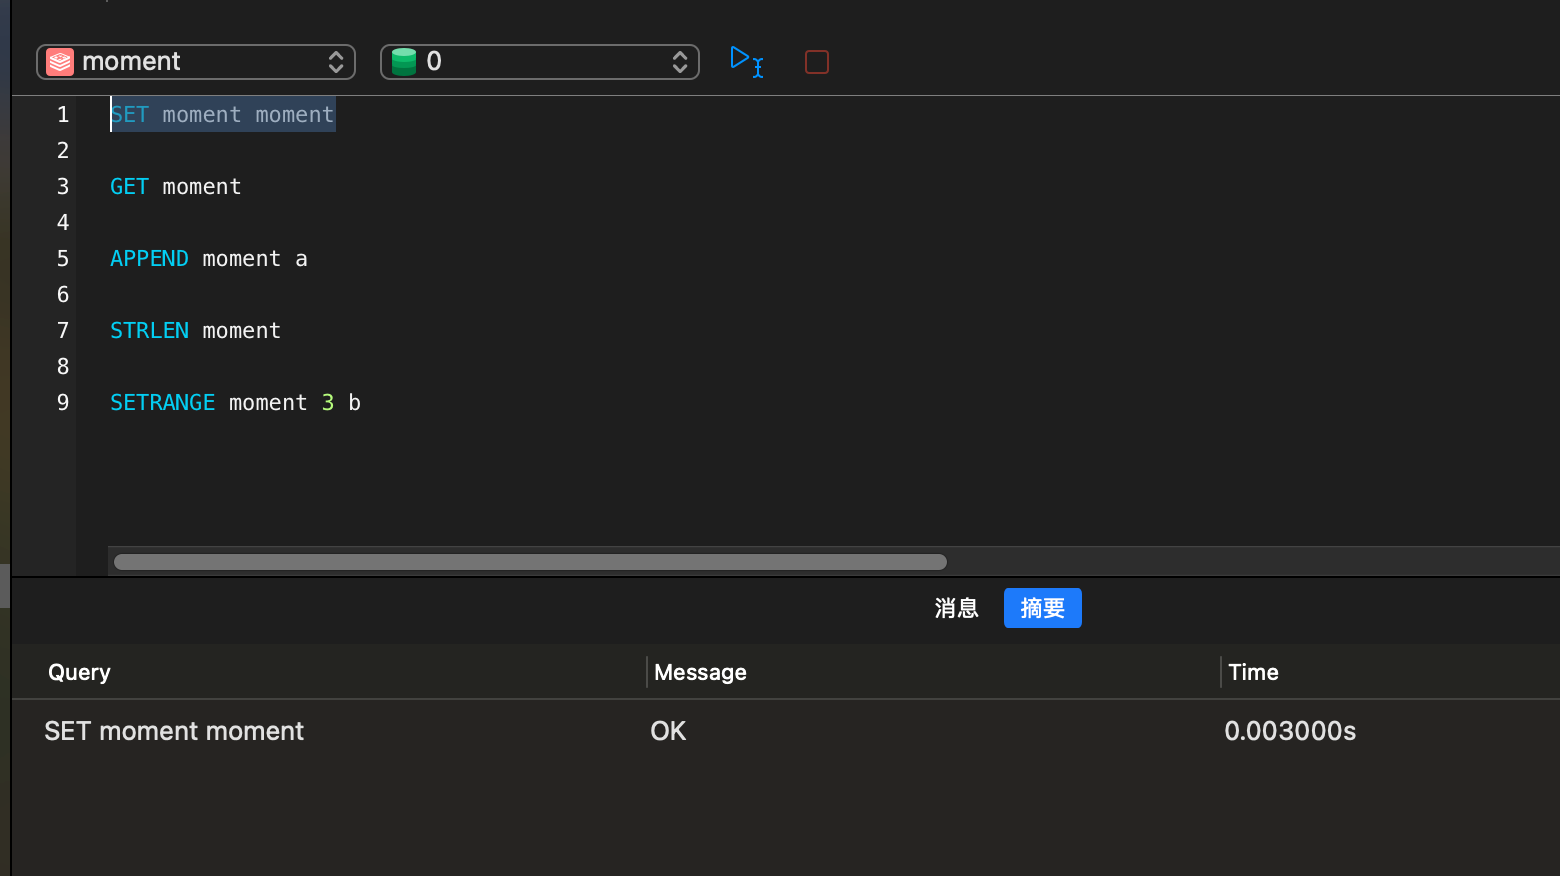 moment 0
1 SET moment moment
2
3 GET moment
4
5 APPEND moment a
6
7 STRLEN moment
8
9 SETRANGE moment 3 b
消息 摘要
Query Message Time
SET moment moment OK 0.003000s